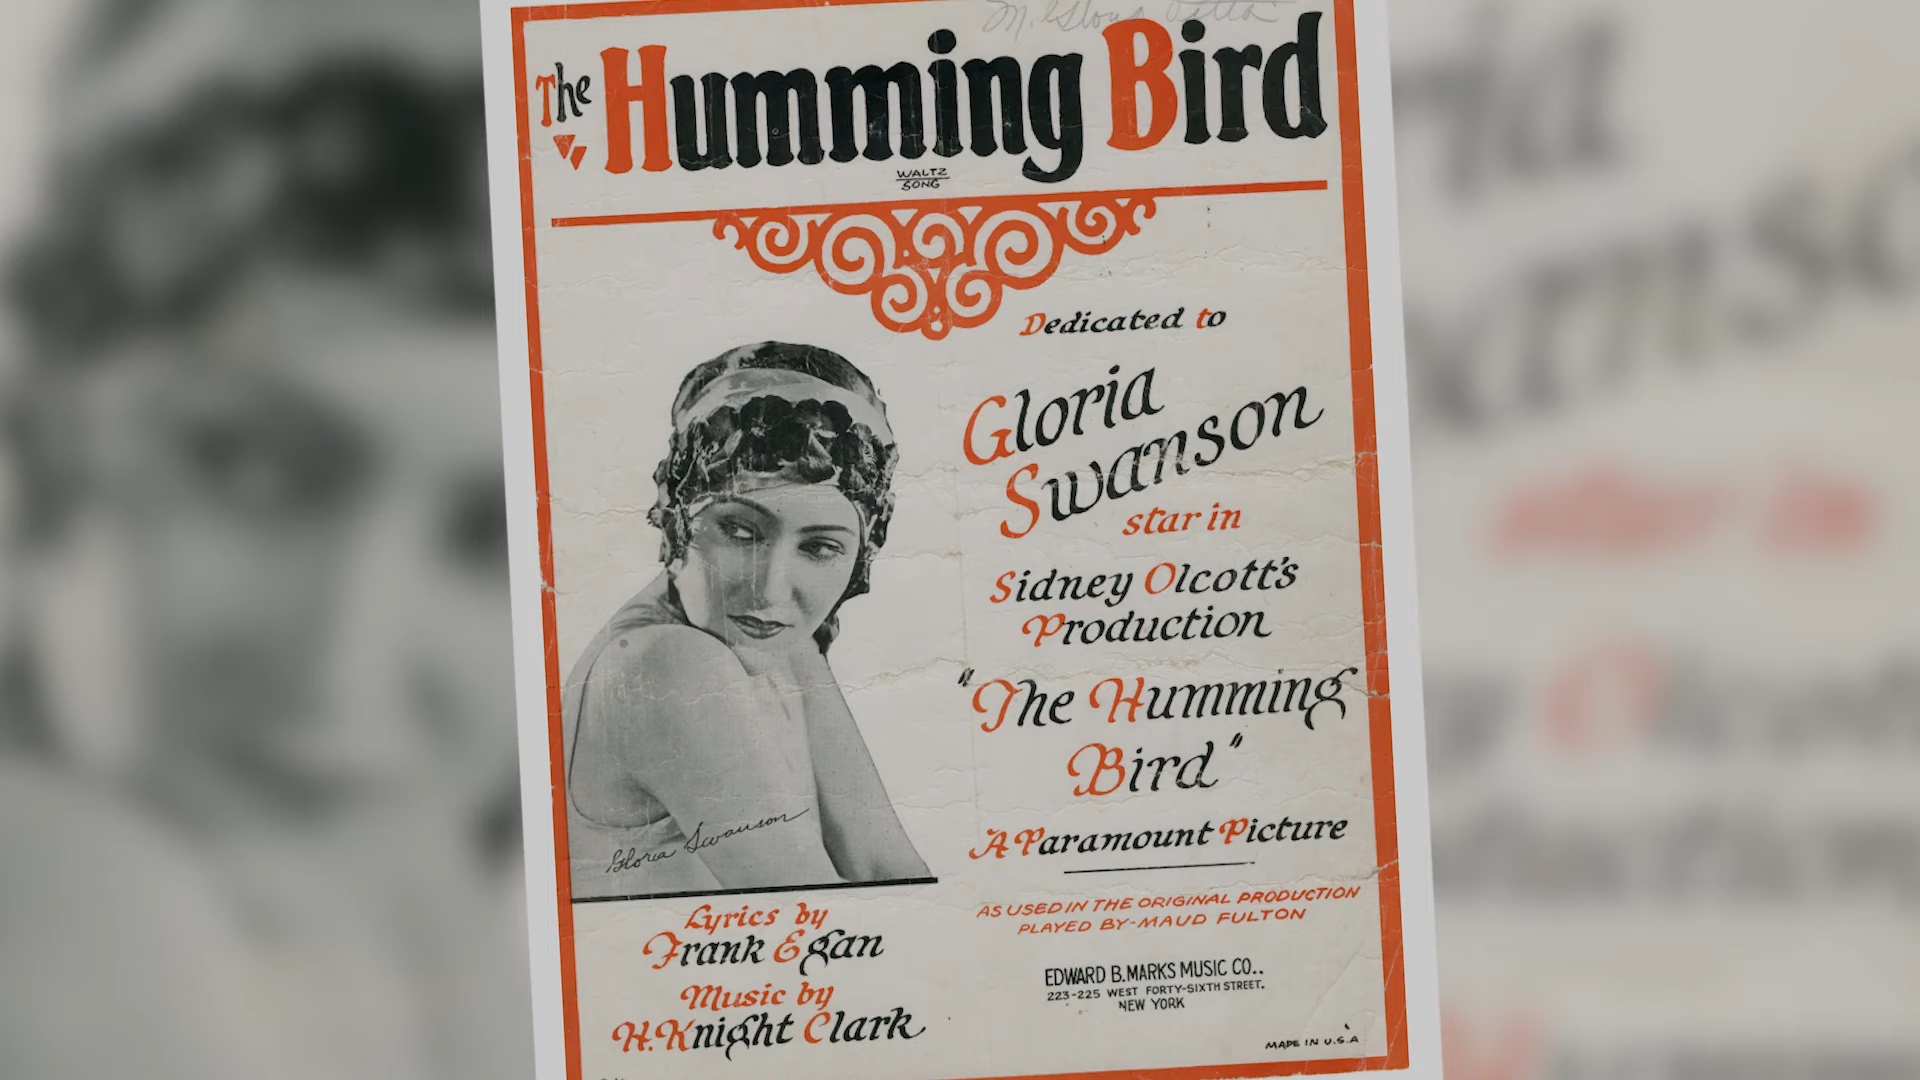 The Humming Bird
WALTZ
SONG
Dedicated to
Gloria
Swanson
star in
Sidney Olcott's
Production
"The Humming
Bird"
A Paramount Picture
AS USED IN THE ORIGINAL PRODUCTION
PLAYED BY-MAUD FULTON
Gloria Swanson
Lyrics by
Frank Egan
Music by
H. Knight Clark
EDWARD B. MARKS MUSIC CO..
223-225 WEST FORTY-SIXTH STREET.
NEW YORK
MADE IN U.S.A